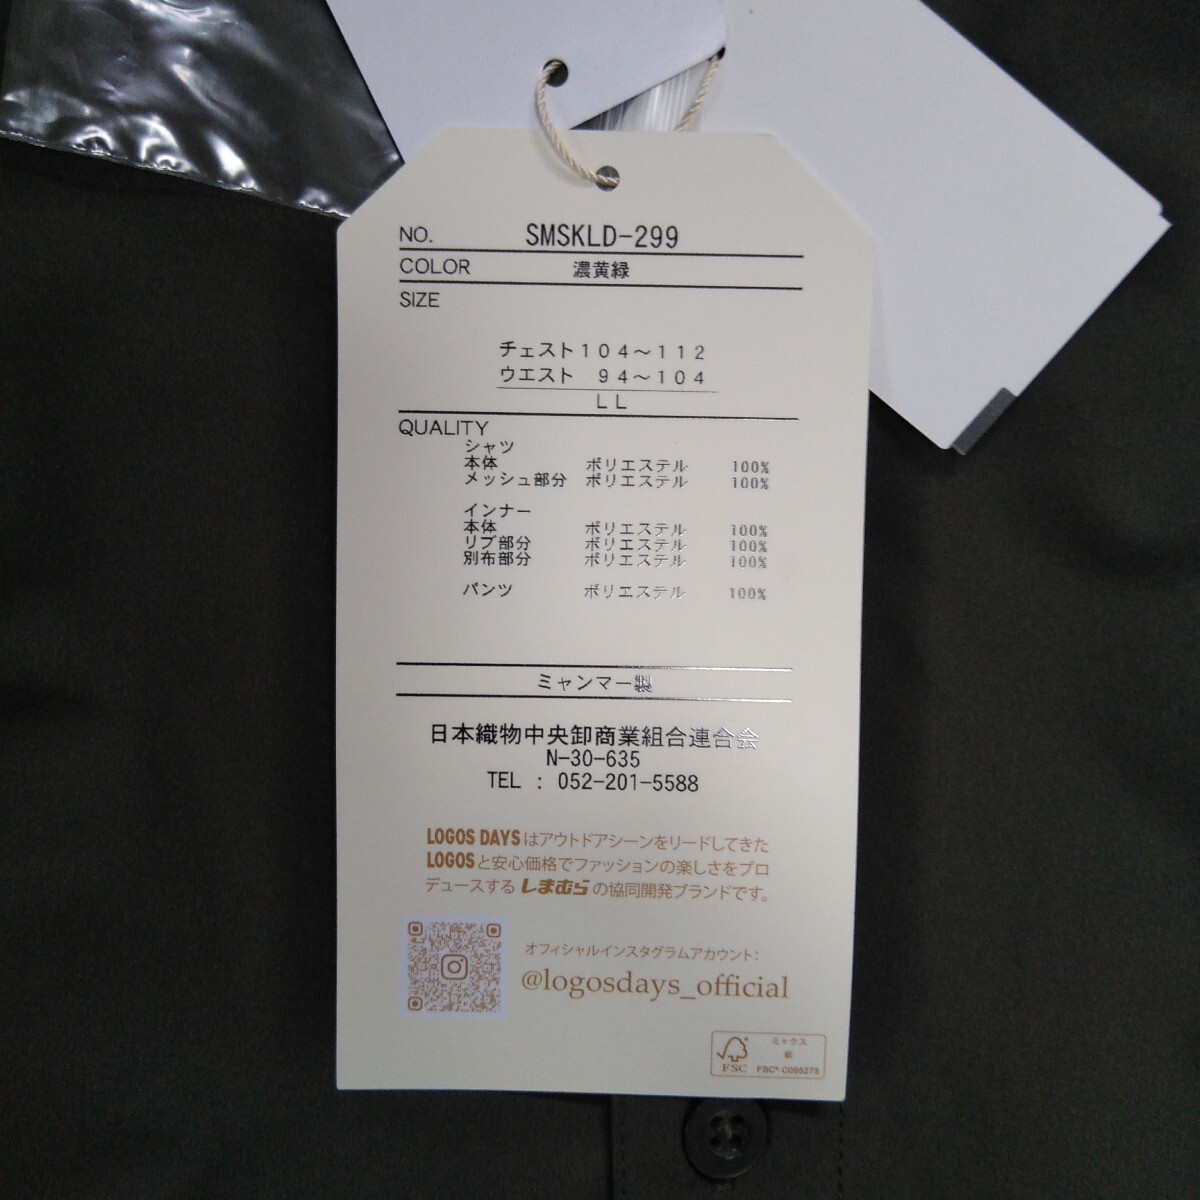 NO. SMSKLD-299
COLOR 濃黄緑
SIZE
チェスト104～112
ウエスト 94～104
LL
QUALITY
シャツ
本体 ポリエステル 100%
メッシュ部分 ポリエステル 100%
インナー
本体 ポリエステル 100%
リブ部分 ポリエステル 100%
別布部分 ポリエステル 100%
パンツ ポリエステル 100%
ミャンマー製
日本織物中央卸商業組合連合会
N-30-635
TEL : 052-201-5588
LOGOS DAYSはアウトドアシーンをリードしてきた
LOGOSと安心価格でファッションの楽しさをプロ
デュースするしまむらの協同開発ブランドです。
オフィシャルインスタグラムアカウント:
@logosdays_official
ミックス
紙
FSC
FSC® C095275